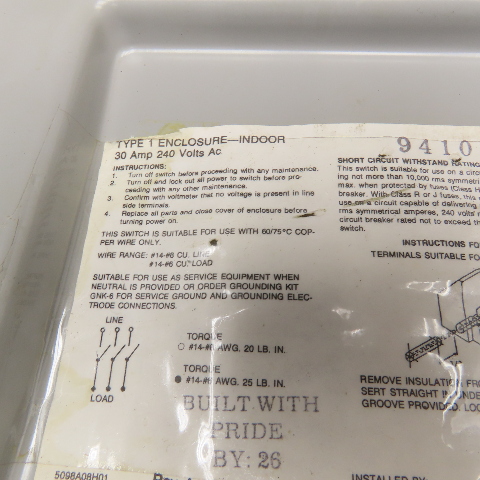 TYPE 1 ENCLOSURE—INDOOR
30 Amp 240 Volts Ac
INSTRUCTIONS:
1. Turn off switch before proceeding with any maintenance.
2. Turn off and lock out all power to switch before pro-
ceeding with any other maintenance.
3. Confirm with voltmeter that no voltage is present in line
side terminals.
4. Replace all parts and close cover of enclosure before
turning power on.
THIS SWITCH IS SUITABLE FOR USE WITH 60/75°C COP-
PER WIRE ONLY.
WIRE RANGE: #14-#6 CU. LINE
#14-#6 CU. LOAD
SUITABLE FOR USE AS SERVICE EQUIPMENT WHEN
NEUTRAL IS PROVIDED OR ORDER GROUNDING KIT
GNK-6 FOR SERVICE GROUND AND GROUNDING ELEC-
TRODE CONNECTIONS.
LINE
LOAD
TORQUE
#14-#8 AWG. 20 LB. IN.
TORQUE
#14-#6 AWG. 25 LB. IN.
BUILT WITH
PRIDE
BY: 26
5098A08H01
9410
SHORT CIRCUIT WITHSTAND RATING
This switch is suitable for use on a circ
ing not more than 10,000 rms symmetri
max. when protected by fuses (Class H
breaker. With Class R or J fuses, this
use on a circuit capable of delivering
rms symmetrical amperes, 240 volts
circuit breaker rated not to exceed th
switch.
INSTRUCTIONS FO
TERMINALS SUITABLE FO
REMOVE INSULATION FR
SERT STRAIGHT IN UNDE
GROOVE PROVIDED. LOO
INSTALLED BY: